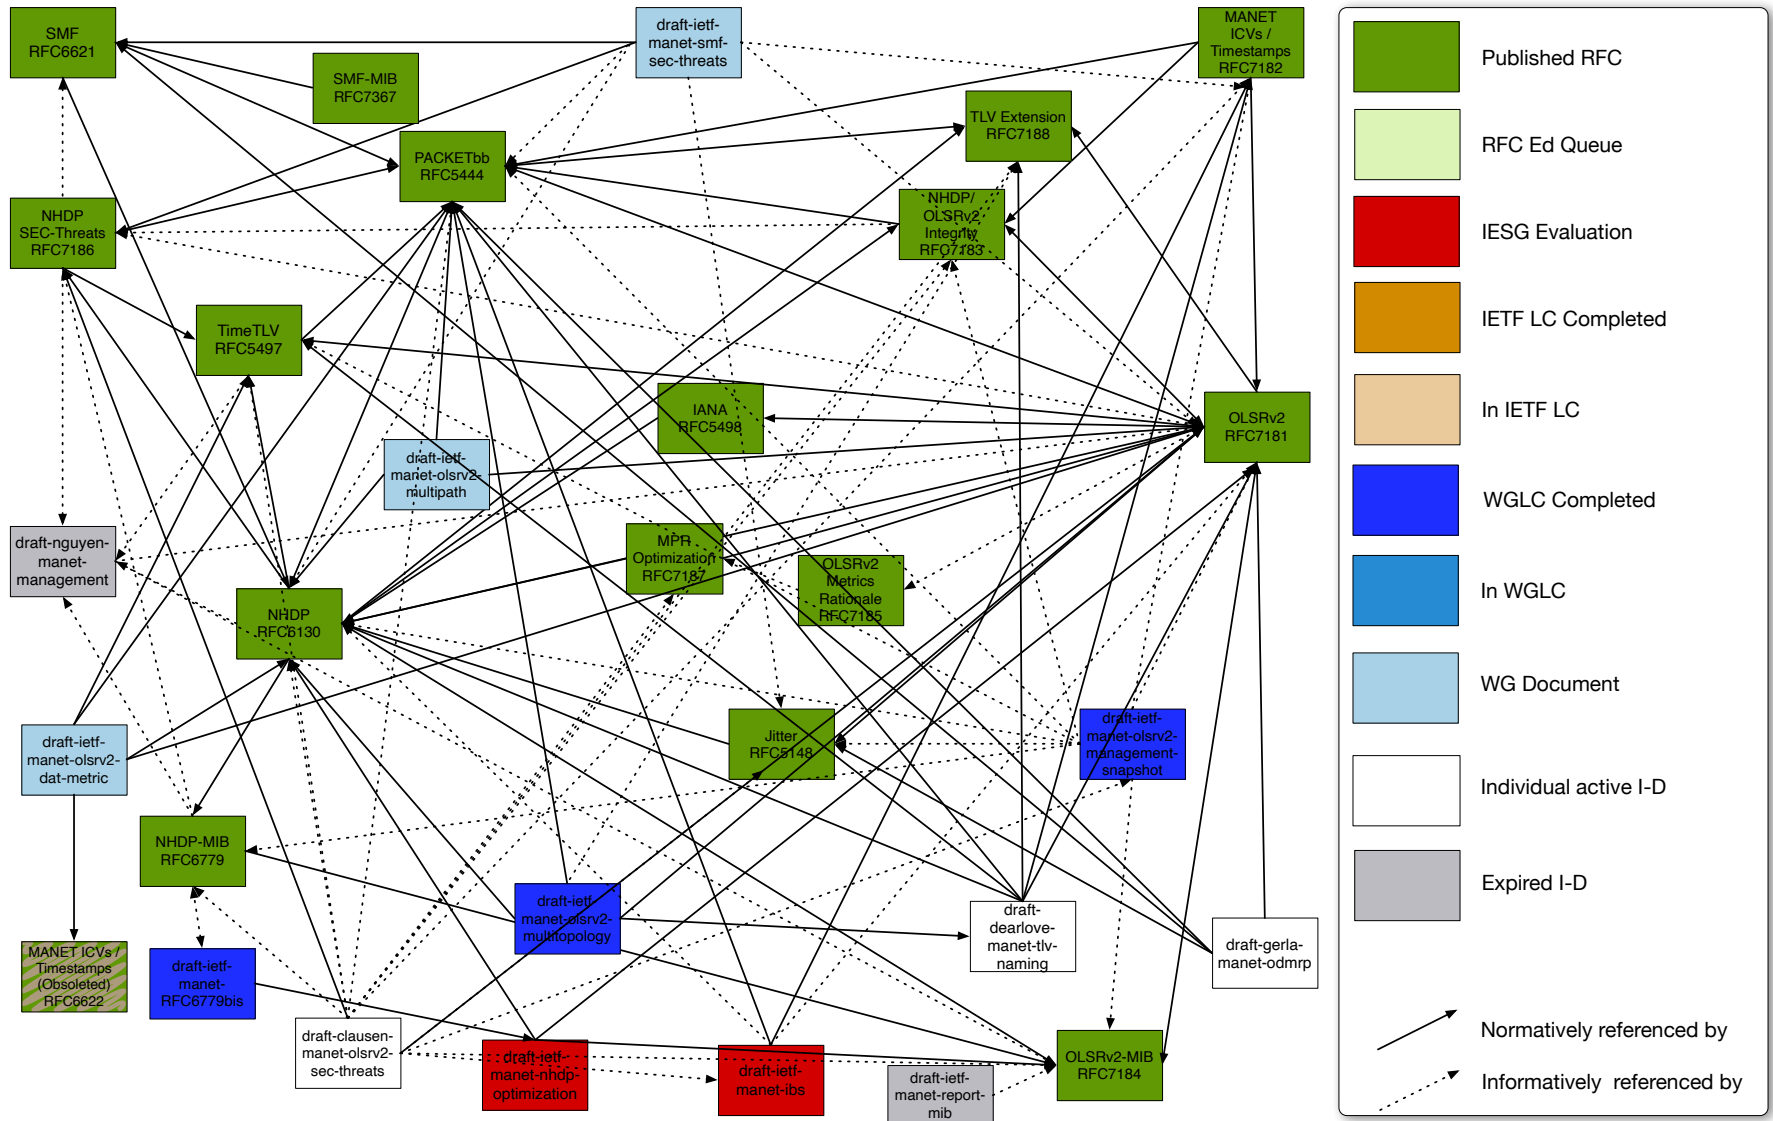 SMF
RFC6621
SMF-MIB
RFC7367
draft-ietf-
manet-smf-
sec-threats
MANET
ICVs /
Timestamps
RFC7182
TLV Extension
RFC7188
PACKETbb
RFC5444
NHDP
SEC-Threats
RFC7186
NHDP/
OLSRv2
Integrity
RFC7183
TimeTLV
RFC5497
IANA
RFC5498
OLSRv2
RFC7181
draft-ietf-
manet-olsrv2-
multipath
draft-nguyen-
manet-
management
MPR
Optimization
RFC7187
OLSRv2
Metrics
Rationale
RFC7185
NHDP
RFC6130
draft-ietf-
manet-olsrv2-
dat-metric
Jitter
RFC5148
draft-ietf-
manet-olsrv2-
management-
snapshot
NHDP-MIB
RFC6779
draft-ietf-
manet-olsrv2-
multitopology
draft-
dearlove-
manet-tlv-
naming
draft-gerla-
manet-odmrp
MANET ICVs /
Timestamps
(Obsoleted)
RFC6622
draft-ietf-
manet-
RFC6779bis
draft-clausen-
manet-olsrv2-
sec-threats
draft-ietf-
manet-nhdp-
optimization
draft-ietf-
manet-ibs
draft-ietf-
manet-report-
mib
OLSRv2-MIB
RFC7184
Published RFC
RFC Ed Queue
IESG Evaluation
IETF LC Completed
In IETF LC
WGLC Completed
In WGLC
WG Document
Individual active I-D
Expired I-D
Normatively referenced by
Informatively referenced by